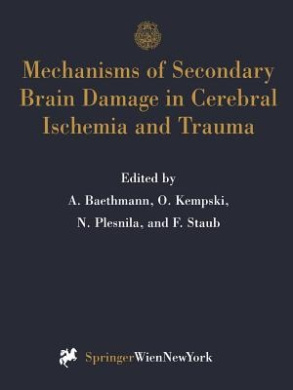 Mechanisms of Secondary
Brain Damage in Cerebral
Ischemia and Trauma
Edited by
A. Baethmann, O. Kempski,
N. Plesnila, and F. Staub
SpringerWienNewYork